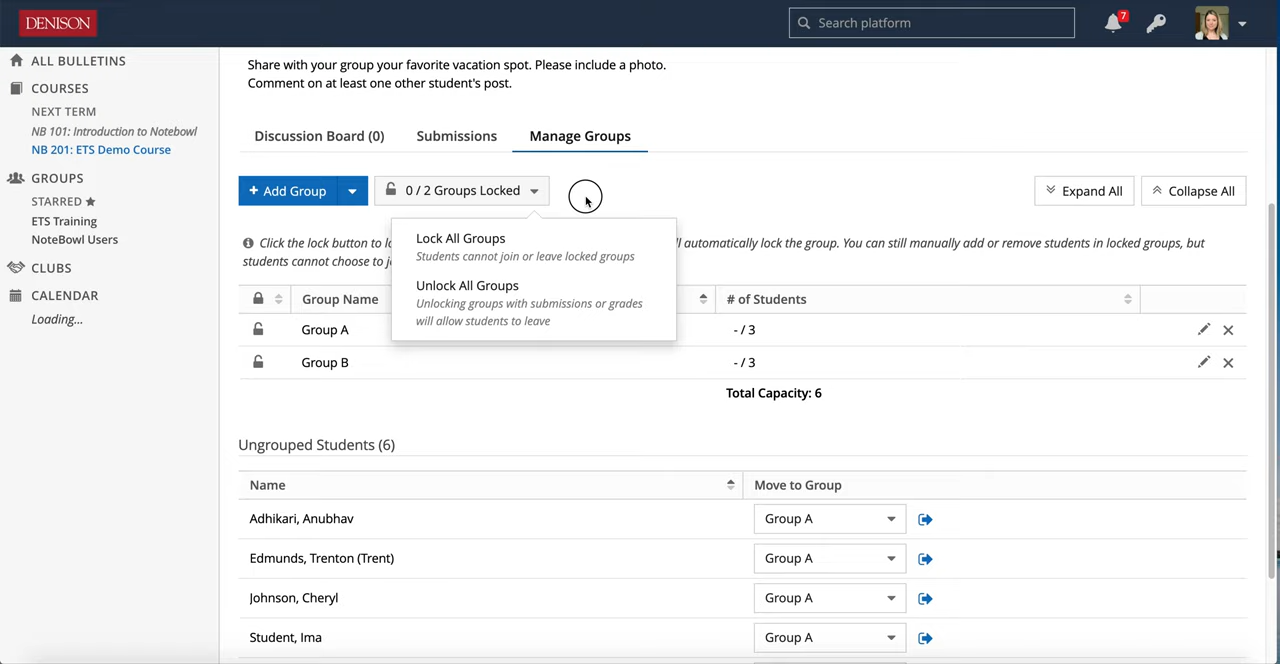 DENISON
Search platform
7
ALL BULLETINS
COURSES
NEXT TERM
NB 101: Introduction to Notebowl
NB 201: ETS Demo Course
GROUPS
STARRED
ETS Training
NoteBowl Users
CLUBS
CALENDAR
Loading...
Share with your group your favorite vacation spot. Please include a photo.
Comment on at least one other student's post.
Discussion Board (0) Submissions Manage Groups
+ Add Group 0 / 2 Groups Locked Expand All Collapse All
Lock All Groups
Students cannot join or leave locked groups
Unlock All Groups
Unlocking groups with submissions or grades
will allow students to leave
Click the lock button to automatically lock the group. You can still manually add or remove students in locked groups, but
students cannot choose to
Group Name # of Students
Group A - / 3
Group B - / 3
Total Capacity: 6
Ungrouped Students (6)
Name Move to Group
Adhikari, Anubhav Group A
Edmunds, Trenton (Trent) Group A
Johnson, Cheryl Group A
Student, Ima Group A